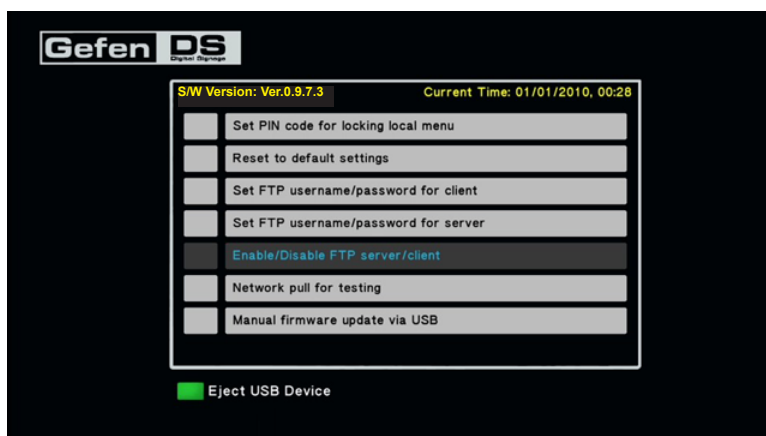 Gefen DS
Digital Signage
S/W Version: Ver.0.9.7.3 Current Time: 01/01/2010, 00:28
Set PIN code for locking local menu
Reset to default settings
Set FTP username/password for client
Set FTP username/password for server
Enable/Disable FTP server/client
Network pull for testing
Manual firmware update via USB
Eject USB Device